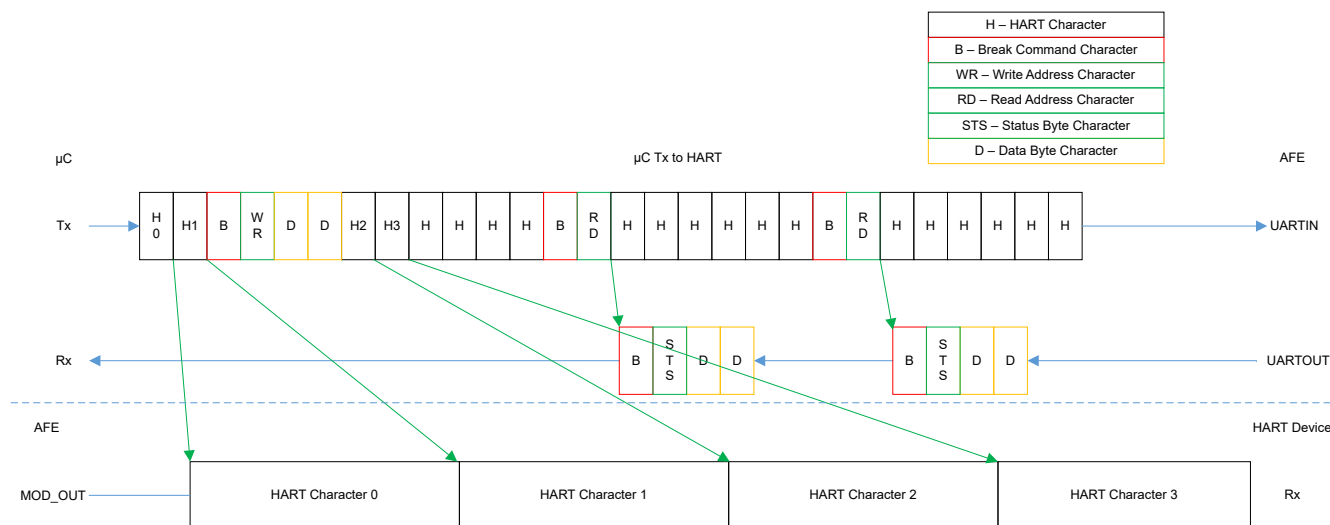 H – HART Character
B – Break Command Character
WR – Write Address Character
RD – Read Address Character
STS – Status Byte Character
D – Data Byte Character
µC
µC Tx to HART
AFE
Tx
H
0
H1
B
W
R
D
D
H2
H3
H
H
H
H
B
R
D
H
H
H
H
H
H
B
R
D
H
H
H
H
H
H
UARTIN
Rx
B
S
T
S
D
D
B
S
T
S
D
D
UARTOUT
AFE
HART Device
MOD_OUT
HART Character 0
HART Character 1
HART Character 2
HART Character 3
Rx